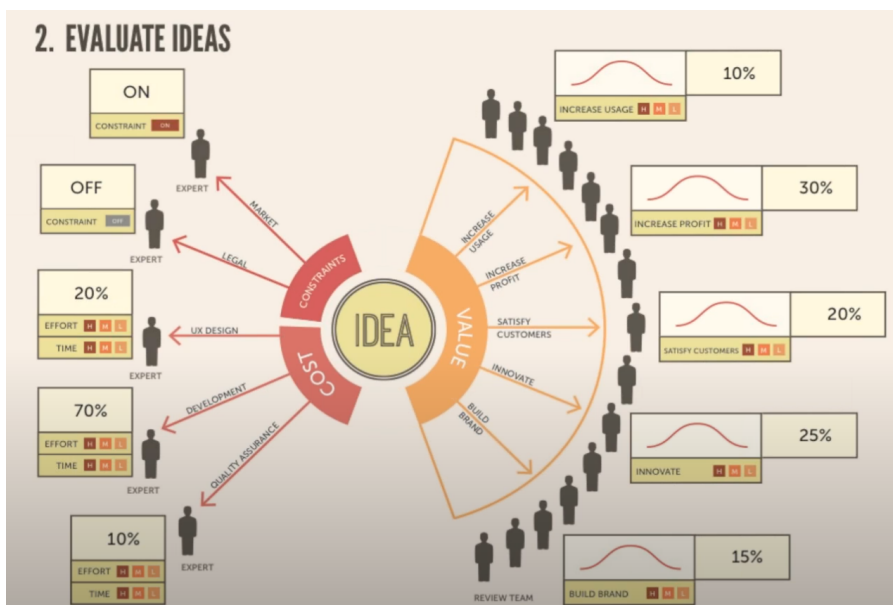 2. EVALUATE IDEAS
ON
CONSTRAINT ON
EXPERT
OFF
CONSTRAINT OFF
EXPERT
20%
EFFORT H M L
TIME H M L
EXPERT
70%
EFFORT H M L
TIME H M L
EXPERT
10%
EFFORT H M L
TIME H M L
EXPERT
MARKET
LEGAL
UX DESIGN
DEVELOPMENT
QUALITY ASSURANCE
CONSTRAINTS
COST
IDEA
VALUE
INCREASE
USAGE
INCREASE
PROFIT
SATISFY
CUSTOMERS
INNOVATE
BUILD
BRAND
REVIEW TEAM
10%
INCREASE USAGE H M L
30%
INCREASE PROFIT H M L
20%
SATISFY CUSTOMERS H M L
25%
INNOVATE H M L
15%
BUILD BRAND H M L